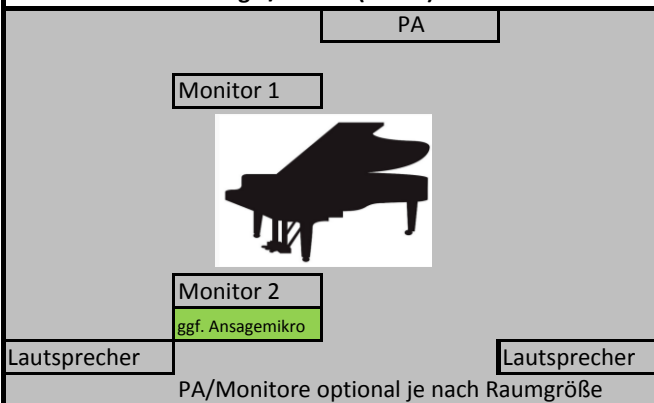 PA
Monitor 1
Monitor 2
ggf. Ansagemikro
Lautsprecher Lautsprecher
PA/Monitore optional je nach Raumgröße